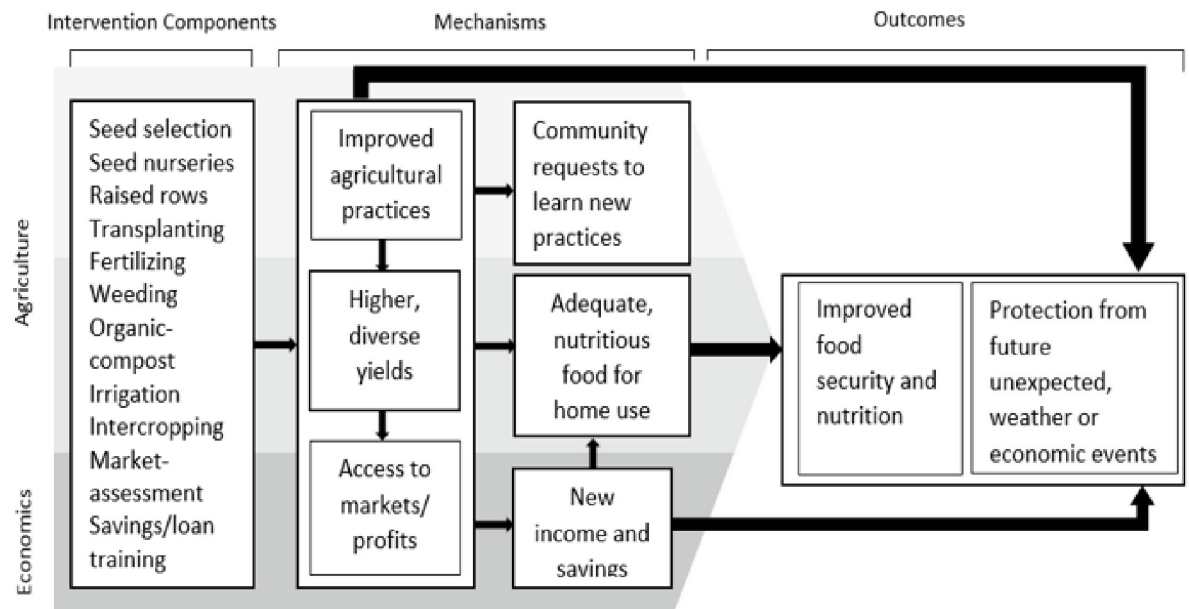 Intervention Components
Mechanisms
Outcomes
Agriculture
Economics
Seed selection
Seed nurseries
Raised rows
Transplanting
Fertilizing
Weeding
Organic-
compost
Irrigation
Intercropping
Market-
assessment
Savings/loan
training
Improved
agricultural
practices
Higher,
diverse
yields
Access to
markets/
profits
Community
requests to
learn new
practices
Adequate,
nutritious
food for
home use
New
income and
savings
Improved
food
security and
nutrition
Protection from
future
unexpected,
weather or
economic events